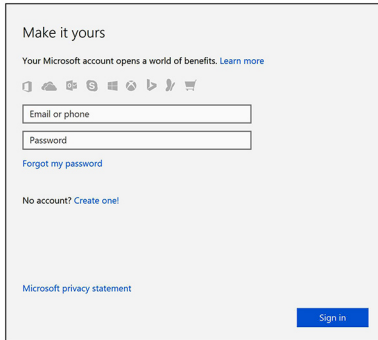 Make it yours
Your Microsoft account opens a world of benefits. Learn more
Email or phone
Password
Forgot my password
No account? Create one!
Microsoft privacy statement
Sign in